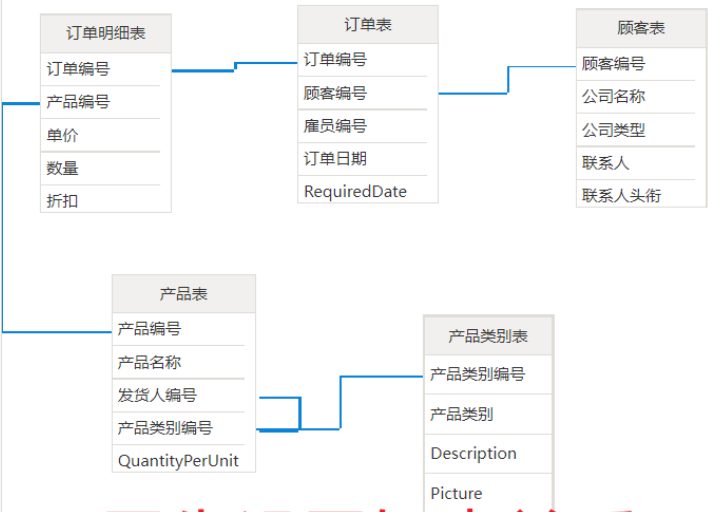 订单明细表
订单编号
产品编号
单价
数量
折扣
订单表
订单编号
顾客编号
雇员编号
订单日期
RequiredDate
顾客表
顾客编号
公司名称
公司类型
联系人
联系人头衔
产品表
产品编号
产品名称
发货人编号
产品类别编号
QuantityPerUnit
产品类别表
产品类别编号
产品类别
Description
Picture